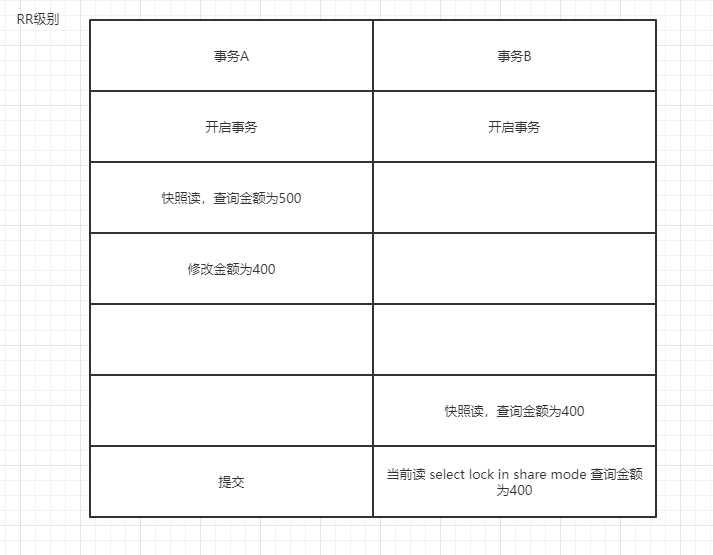 RR级别
事务A
事务B
开启事务
开启事务
快照读，查询金额为500
修改金额为400
快照读，查询金额为400
提交
当前读 select lock in share mode 查询金额
为400